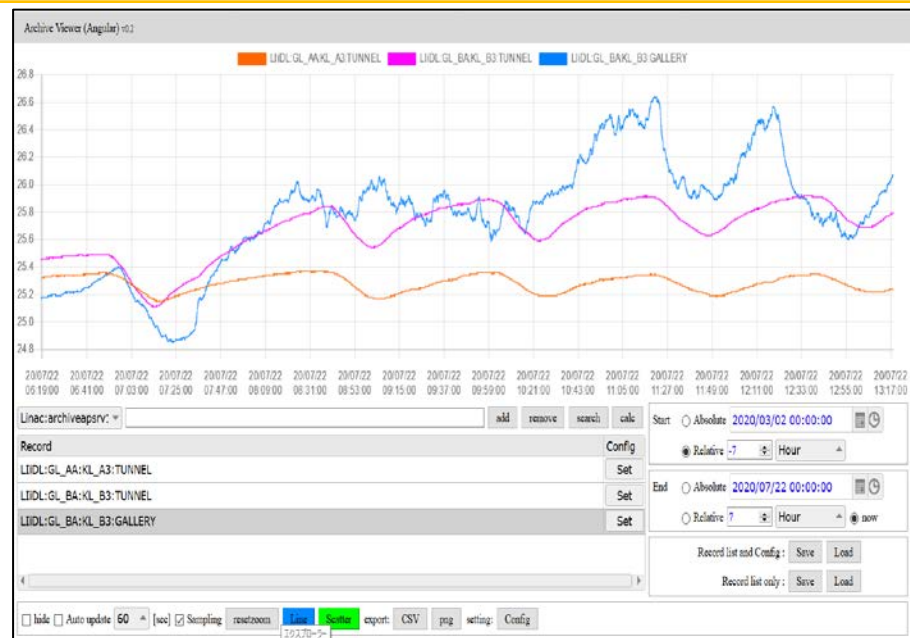 Archive Viewer (Angular) v0.2
LIIDL:GL_AA:KL_A3:TUNNEL LIIDL:GL_BA:KL_B3:TUNNEL LIIDL:GL_BA:KL_B3:GALLERY
26.8
26.6
26.4
26.2
26.0
25.8
25.6
25.4
25.2
25.0
24.8
20/07/22 20/07/22 20/07/22 20/07/22 20/07/22 20/07/22 20/07/22 20/07/22 20/07/22 20/07/22 20/07/22 20/07/22 20/07/22 20/07/22 20/07/22 20/07/22 20/07/22 20/07/22 20/07/22 20/07/22
06:41:00 07:03:00 07:25:00 07:47:00 08:09:00 08:31:00 08:53:00 09:15:00 09:37:00 09:59:00 10:21:00 10:43:00 11:05:00 11:27:00 11:49:00 12:11:00 12:33:00 12:55:00 13:17:00
Linac:archiveapsrv: add remove search calc
Start Absolute 2020/03/02 00:00:00
Relative -7 Hour
Record Config
LIIDL:GL_AA:KL_A3:TUNNEL Set
LIIDL:GL_BA:KL_B3:TUNNEL Set
LIIDL:GL_BA:KL_B3:GALLERY Set
End Absolute 2020/07/22 00:00:00
Relative 7 Hour now
Record list and Config : Save Load
Record list only : Save Load
hide Auto update 60 [sec] Sampling resetzoom Line Scatter export: CSV png setting: Config
エクスプローラー